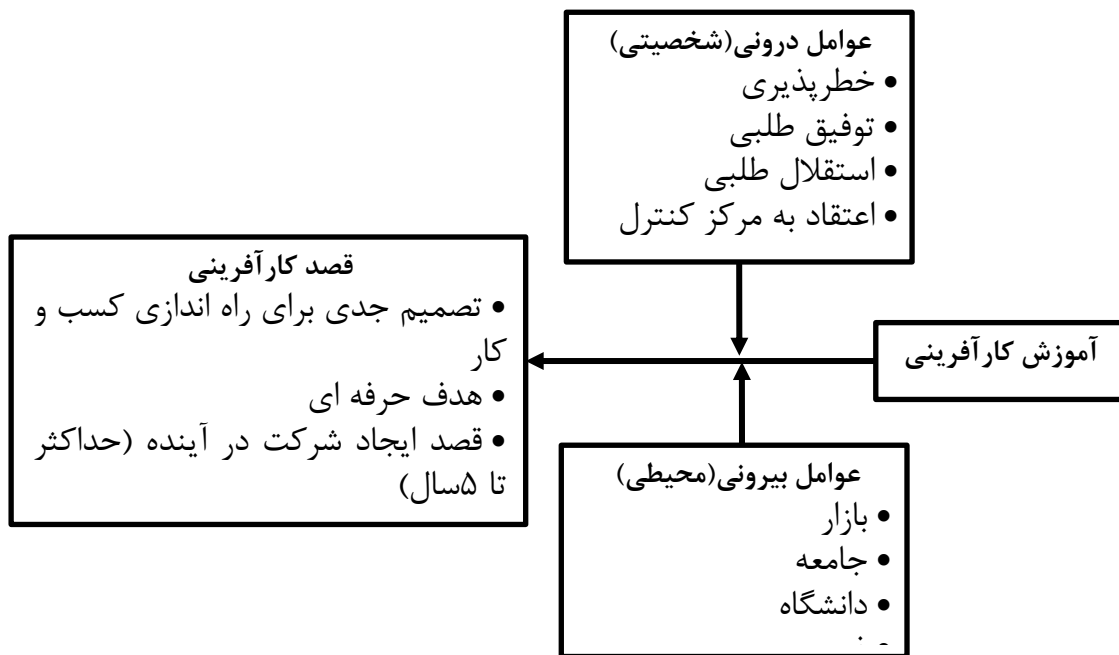 عوامل درونی(شخصیتی)
• خطرپذیری
• توفیق طلبی
• استقلال طلبی
• اعتقاد به مرکز کنترل
آموزش کارآفرینی
قصد کارآفرینی
• تصمیم جدی برای راه اندازی کسب و
کار
• هدف حرفه ای
• قصد ایجاد شرکت در آینده (حداکثر
تا ۵سال)
عوامل بیرونی(محیطی)
• بازار
• جامعه
• دانشگاه